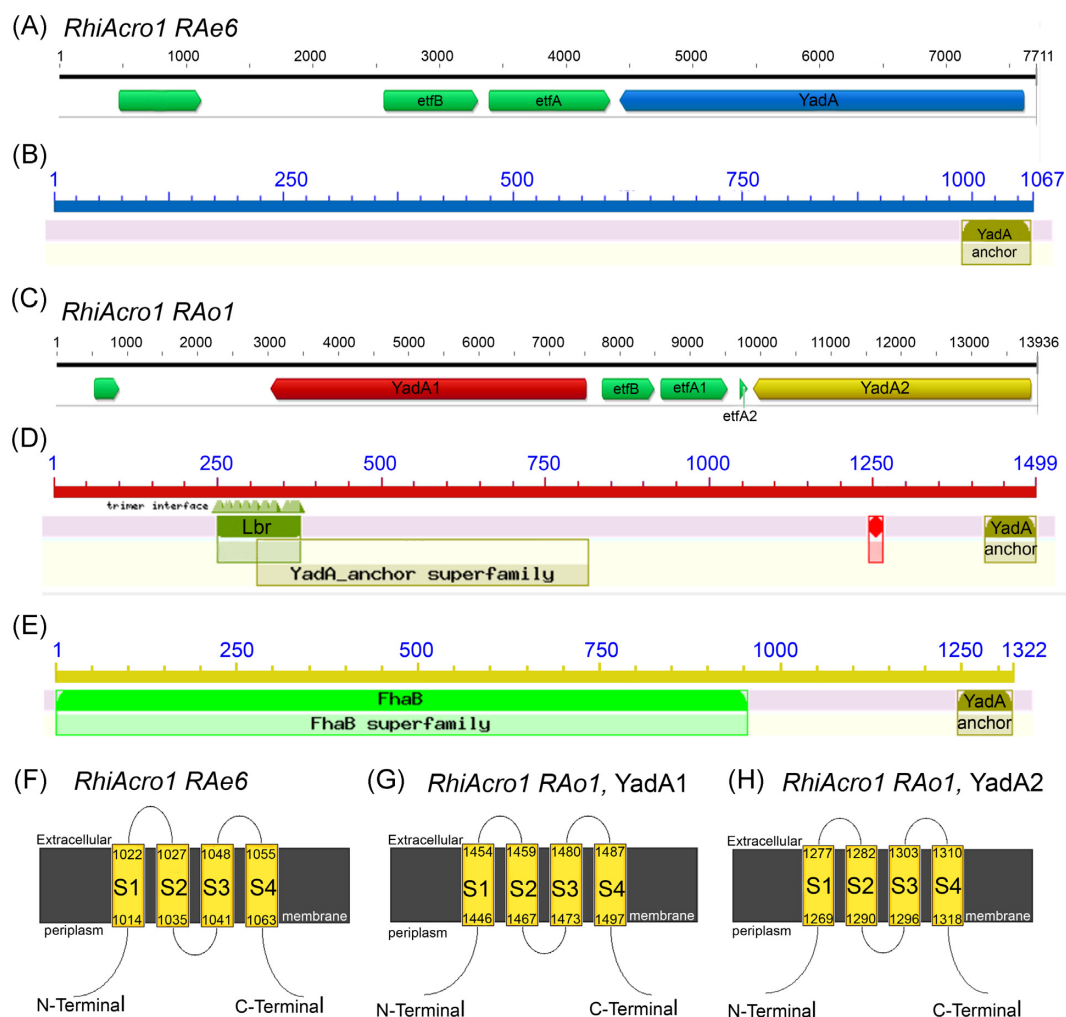 (A) RhiAcro1 RAe6
1 1000 2000 3000 4000 5000 6000 7000 7711
etfB etfA YadA
(B)
1 250 500 750 1000 1067
YadA
anchor
(C) RhiAcro1 RAo1
1 1000 2000 3000 4000 5000 6000 7000 8000 9000 10000 11000 12000 13000 13936
YadA1 etfB etfA1 YadA2
etfA2
(D)
1 250 500 750 1000 1250 1499
trimer interface
Lbr YadA
anchor
YadA_anchor superfamily
(E)
1 250 500 750 1000 1250 1322
FhaB YadA
FhaB superfamily anchor
(F) RhiAcro1 RAe6
Extracellular
1022 1027 1048 1055
S1 S2 S3 S4
1014 1035 1041 1063 membrane
periplasm
N-Terminal C-Terminal
(G) RhiAcro1 RAo1, YadA1
Extracellular
1454 1459 1480 1487
S1 S2 S3 S4
1446 1467 1473 1497 membrane
periplasm
N-Terminal C-Terminal
(H) RhiAcro1 RAo1, YadA2
Extracellular
1277 1282 1303 1310
S1 S2 S3 S4
1269 1290 1296 1318 membrane
periplasm
N-Terminal C-Terminal